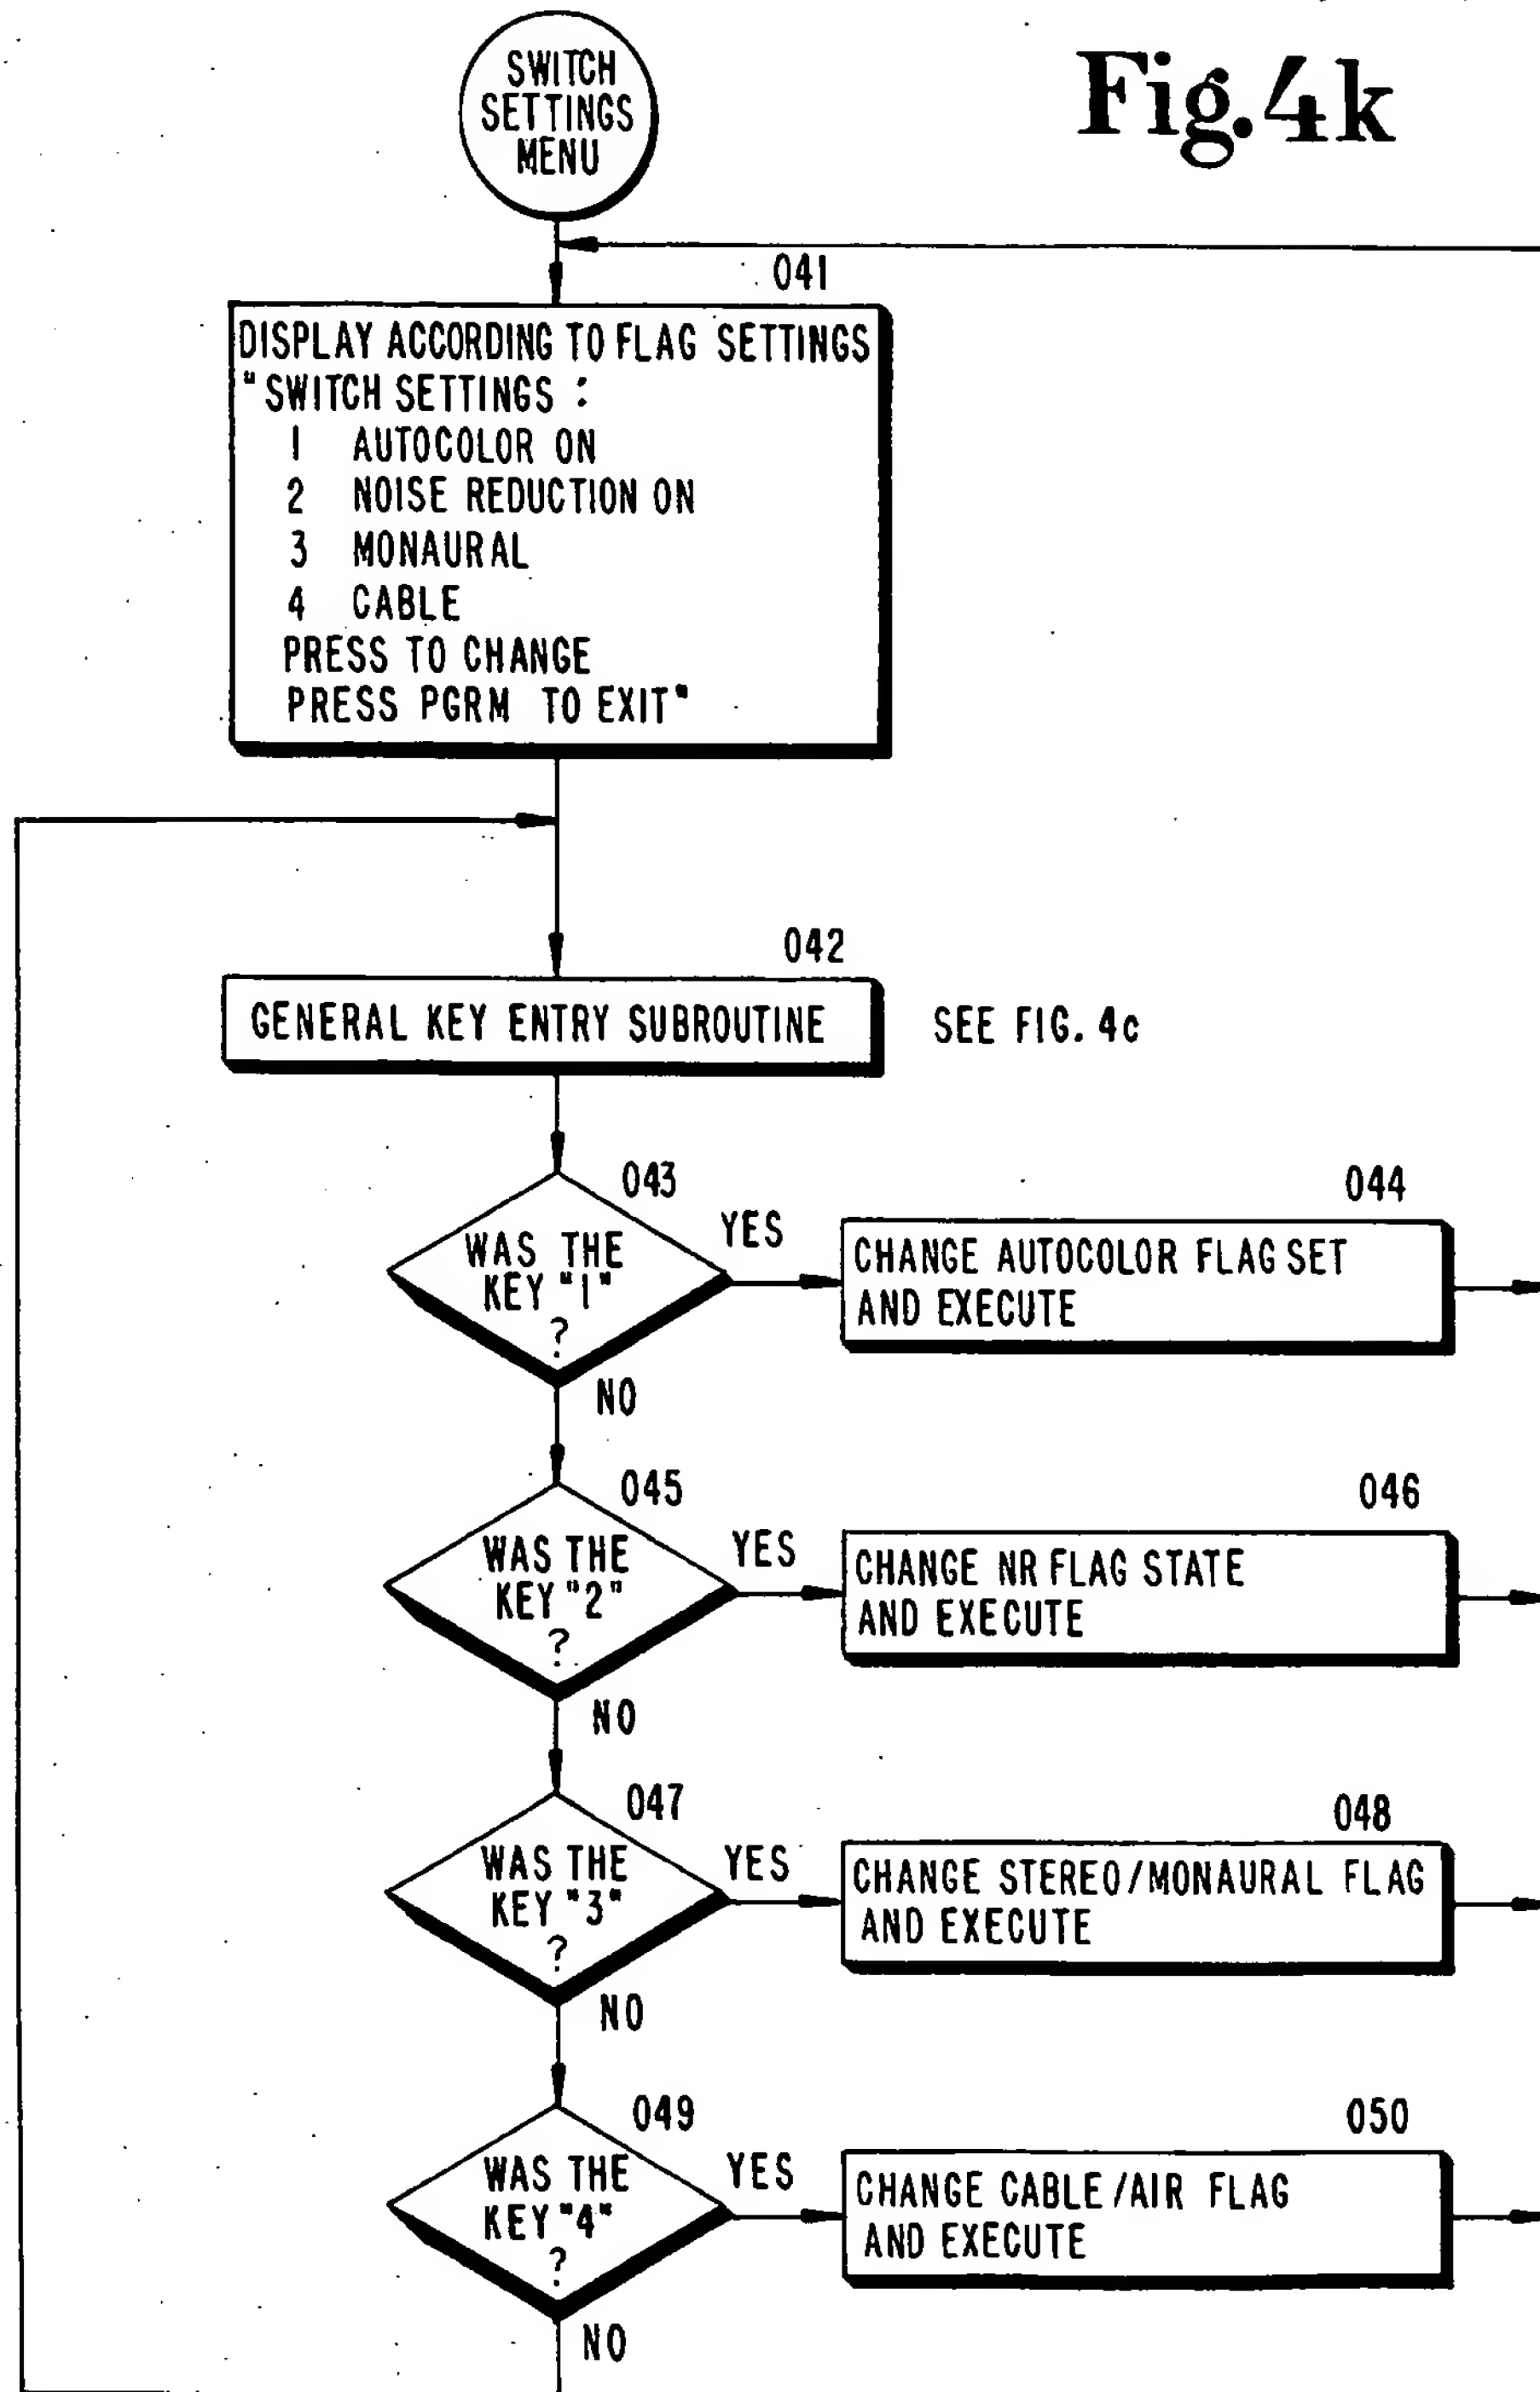 SWITCH
SETTINGS
MENU
Fig.4k
041
DISPLAY ACCORDING TO FLAG SETTINGS
"SWITCH SETTINGS :
1 AUTOCOLOR ON
2 NOISE REDUCTION ON
3 MONAURAL
4 CABLE
PRESS TO CHANGE
PRESS PGRM TO EXIT"
042
GENERAL KEY ENTRY SUBROUTINE
SEE FIG. 4c
043
WAS THE
KEY "1"
?
YES
044
CHANGE AUTOCOLOR FLAG SET
AND EXECUTE
NO
045
WAS THE
KEY "2"
?
YES
046
CHANGE NR FLAG STATE
AND EXECUTE
NO
047
WAS THE
KEY "3"
?
YES
048
CHANGE STEREO/MONAURAL FLAG
AND EXECUTE
NO
049
WAS THE
KEY "4"
?
YES
050
CHANGE CABLE/AIR FLAG
AND EXECUTE
NO